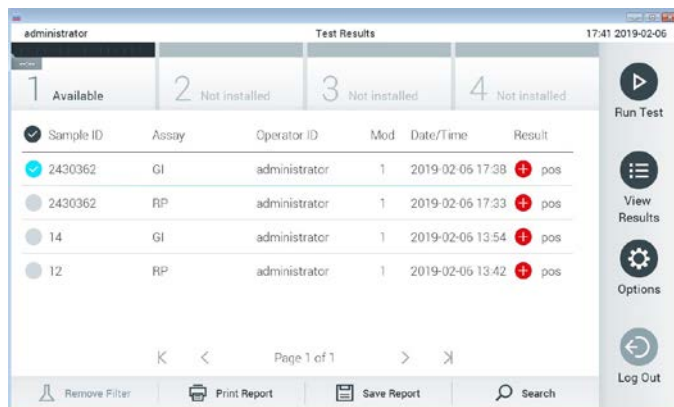 administrator Test Results 17:41 2019-02-06
1 Available 2 Not installed 3 Not installed 4 Not installed
Run Test
Sample ID Assay Operator ID Mod Date/Time Result
2430362 GI administrator 1 2019-02-06 17:38 pos
2430362 RP administrator 1 2019-02-06 17:33 pos
View
Results
14 GI administrator 1 2019-02-06 13:54 pos
12 RP administrator 1 2019-02-06 13:42 pos
Options
Page 1 of 1
Log Out
Remove Filter Print Report Save Report Search